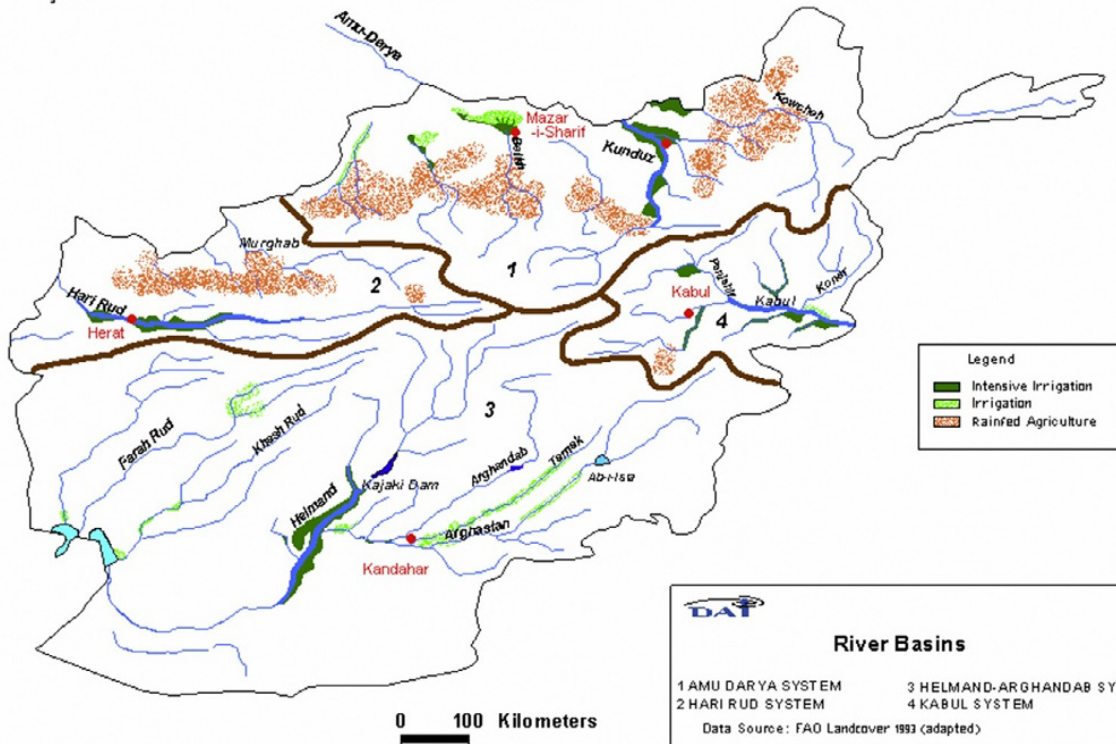 Amu-Derya
Kowcheh
Mazar
-i-Sharif
Balkh
Kunduz
Murghab
1
2
Hari Rud
Herat
Panjshir
Koner
Kabul
Kabul
4
Legend
Intensive Irrigation
Irrigation
Rainfed Agriculture
3
Farah Rud
Khash Rud
Helmand
Kajaki Dam
Arghandab
Tarnak
Ab-i-Ise
Arghastan
Kandahar
DAI
River Basins
1 AMU DARYA SYSTEM
3 HELMAND-ARGHANDAB SY
2 HARI RUD SYSTEM
4 KABUL SYSTEM
Data Source: FAO Landcover 1993 (adapted)
0 100 Kilometers